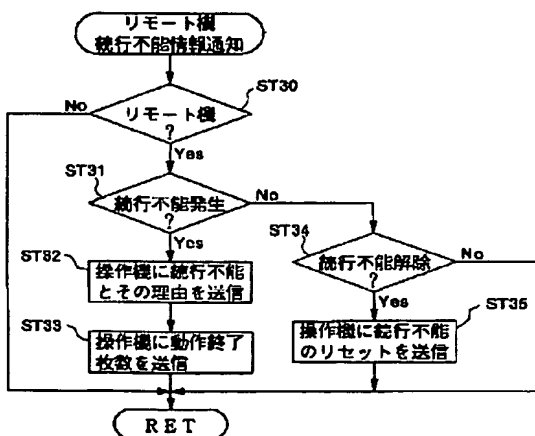 リモート機
続行不能情報通知
ST30
No
リモート機
?
Yes
ST31
続行不能発生
?
No
Yes
ST34
続行不能解除
?
No
Yes
ST32
操作機に続行不能
とその理由を送信
ST35
操作機に続行不能
のリセットを送信
ST33
操作機に動作終了
枚数を送信
RET